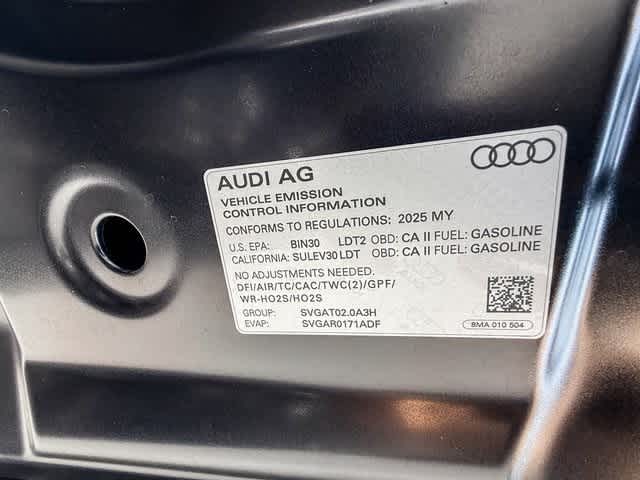 AUDI AG
VEHICLE EMISSION
CONTROL INFORMATION
CONFORMS TO REGULATIONS: 2025 MY
U.S. EPA: BIN30 LDT2 OBD: CA II FUEL: GASOLINE
CALIFORNIA: SULEV30 LDT OBD: CA II FUEL: GASOLINE
NO ADJUSTMENTS NEEDED.
DFI/AIR/TC/CAC/TWC(2)/GPF/
WR-HO2S/HO2S
GROUP: SVGAT02.0A3H
EVAP: SVGAR0171ADF
8MA 010 504